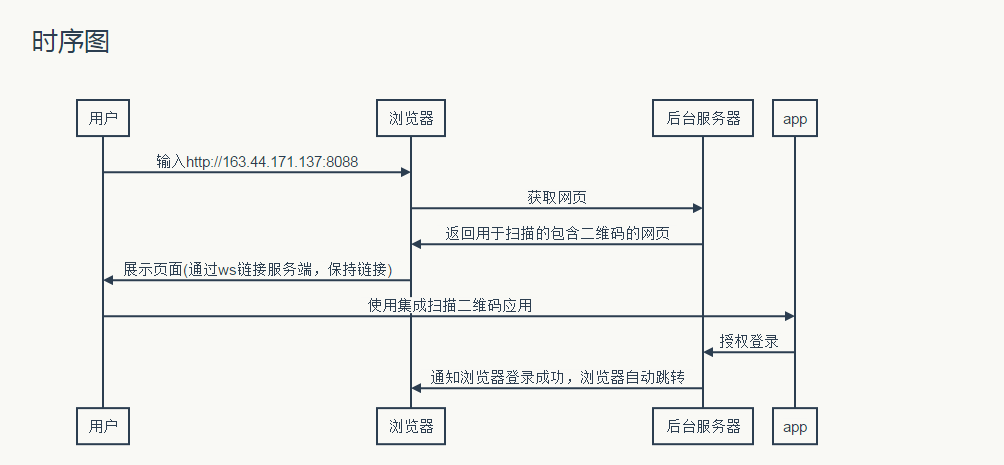 时序图
用户 浏览器 后台服务器 app
输入http://163.44.171.137:8088
获取网页
返回用于扫描的包含二维码的网页
展示页面(通过ws链接服务端，保持链接)
使用集成扫描二维码应用
授权登录
通知浏览器登录成功，浏览器自动跳转
用户 浏览器 后台服务器 app